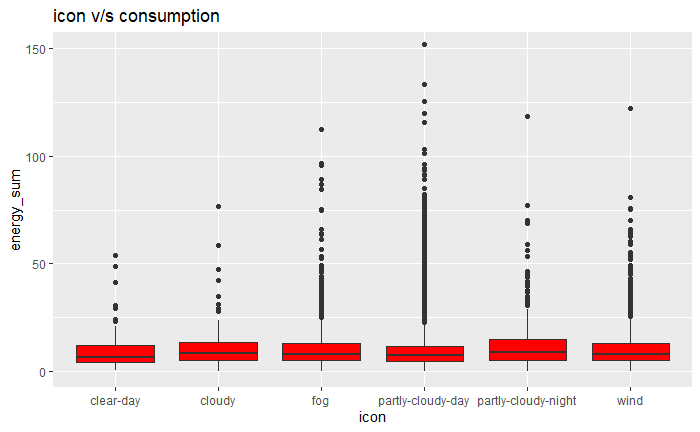 icon v/s consumption
150
100
50
0
energy_sum
clear-day cloudy fog partly-cloudy-day partly-cloudy-night wind
icon